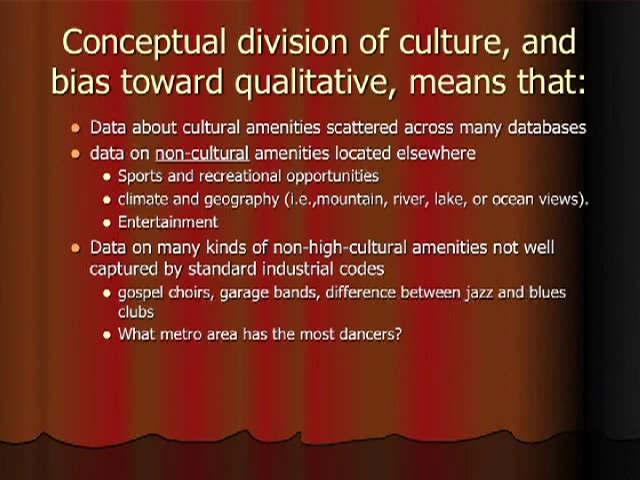 Conceptual division of culture, and
bias toward qualitative, means that:
Data about cultural amenities scattered across many databases
data on non-cultural amenities located elsewhere
Sports and recreational opportunities
climate and geography (i.e.,mountain, river, lake, or ocean views).
Entertainment
Data on many kinds of non-high-cultural amenities not well
captured by standard industrial codes
gospel choirs, garage bands, difference between jazz and blues
clubs
What metro area has the most dancers?